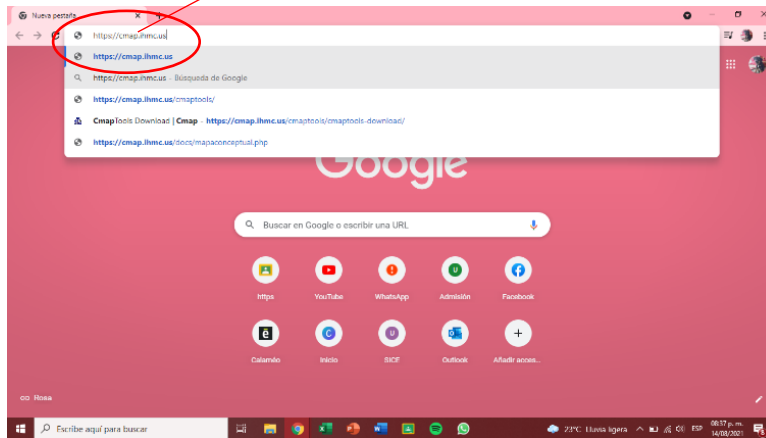 Nueva pestaña
https://cmap.ihmc.us
https://cmap.ihmc.us
https://cmap.ihmc.us - Búsqueda de Google
https://cmap.ihmc.us/cmaptools/
CmapTools Download | Cmap - https://cmap.ihmc.us/cmaptools/cmaptools-download/
https://cmap.ihmc.us/docs/mapaconceptual.php
Google
Buscar en Google o escribir una URL
https YouTube WhatsApp Admisión Facebook
Calaméo Inicio SICE Outlook Añadir acces...
Rosa
Escribe aquí para buscar
23°C Lluvia ligera ESP
08:37 p. m.
14/08/2021